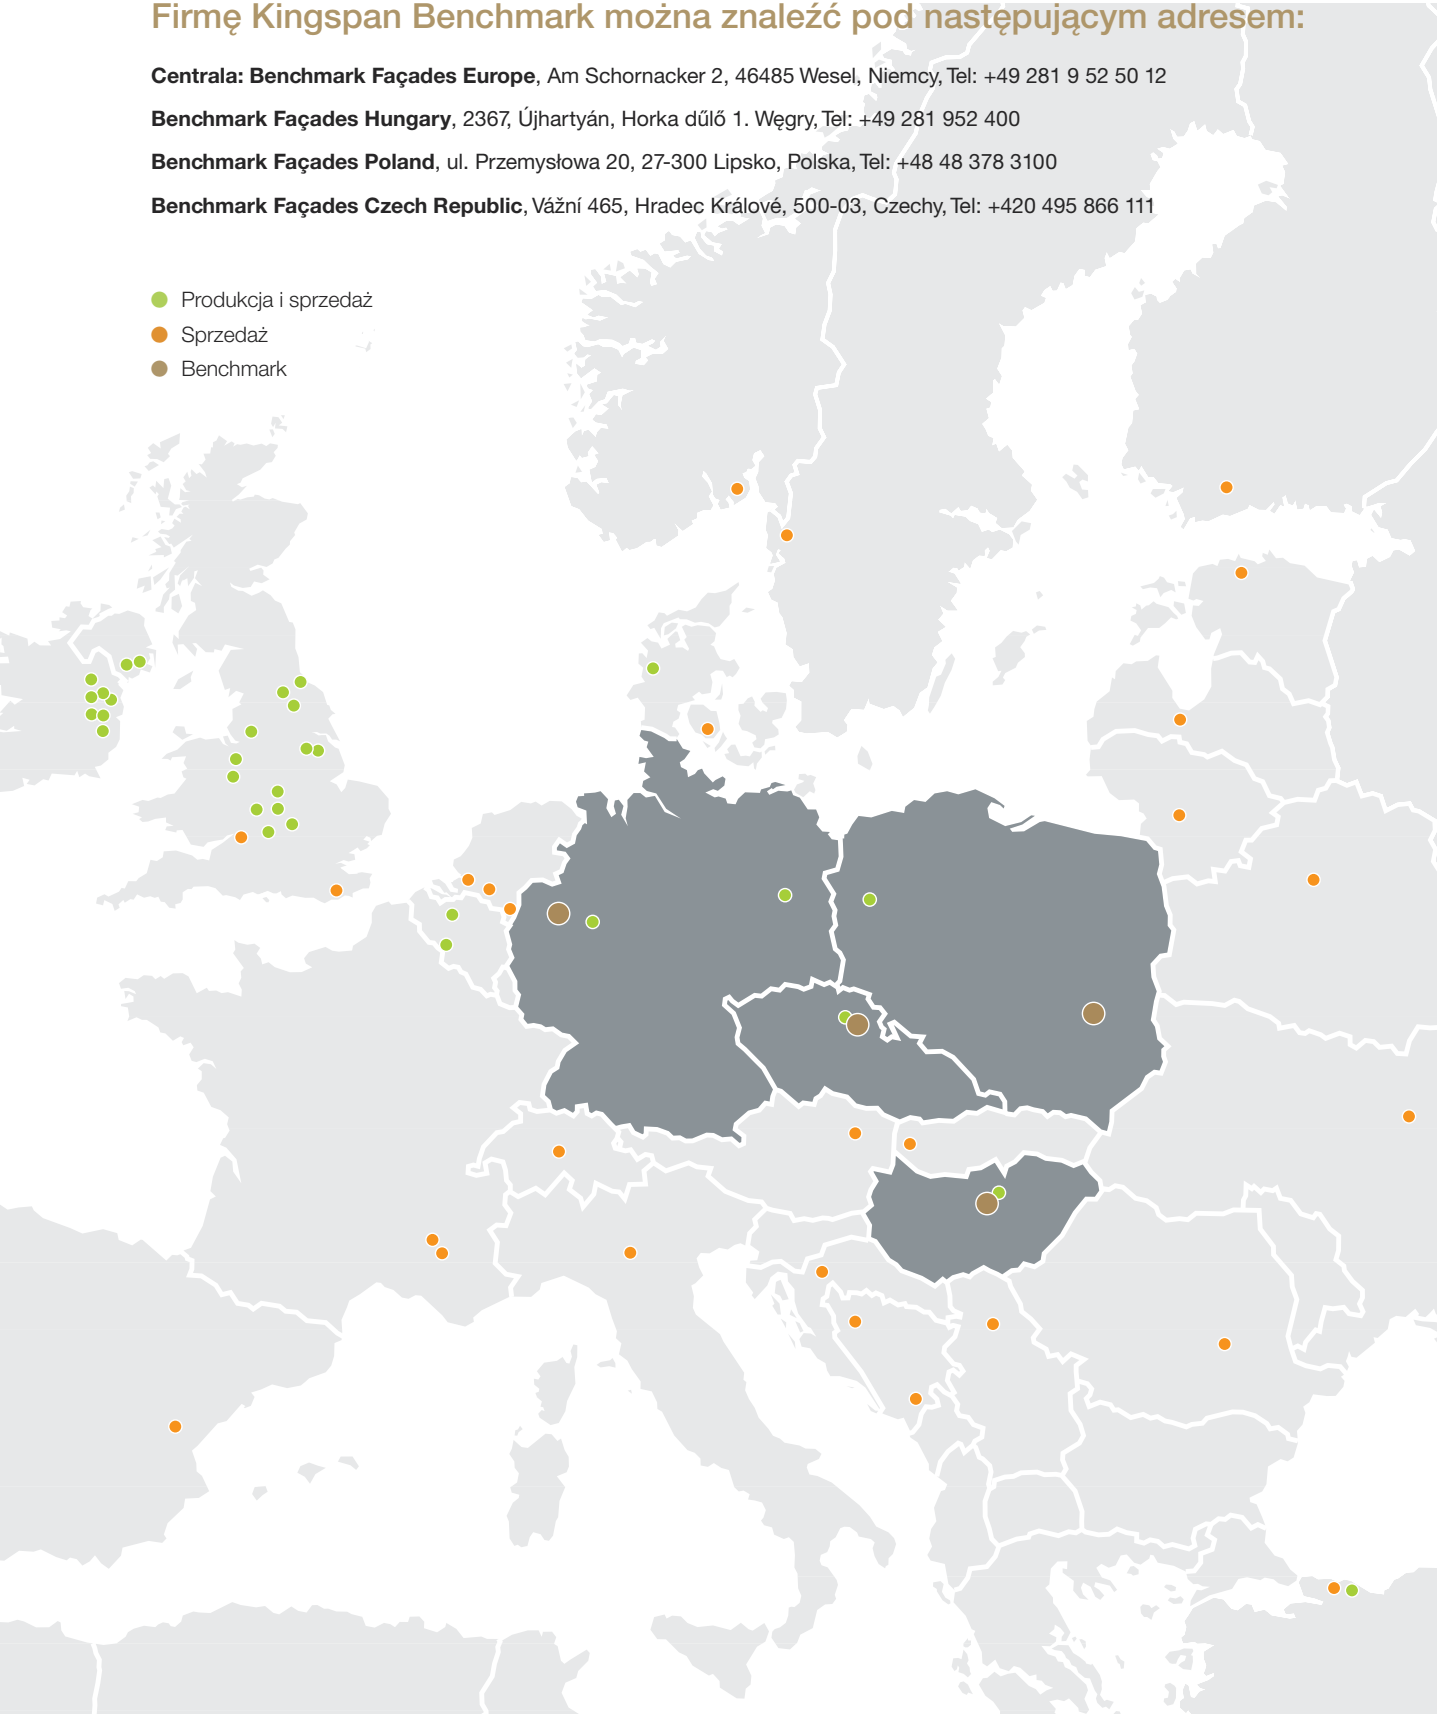 Firmę Kingspan Benchmark można znaleźć pod następującym adresem:
Centrala: Benchmark Façades Europe, Am Schornacker 2, 46485 Wesel, Niemcy, Tel: +49 281 9 52 50 12
Benchmark Façades Hungary, 2367, Újhartyán, Horka dűlő 1. Węgry, Tel: +49 281 952 400
Benchmark Façades Poland, ul. Przemysłowa 20, 27-300 Lipsko, Polska, Tel: +48 48 378 3100
Benchmark Façades Czech Republic, Vážní 465, Hradec Králové, 500-03, Czechy, Tel: +420 495 866 111
Produkcja i sprzedaż
Sprzedaż
Benchmark